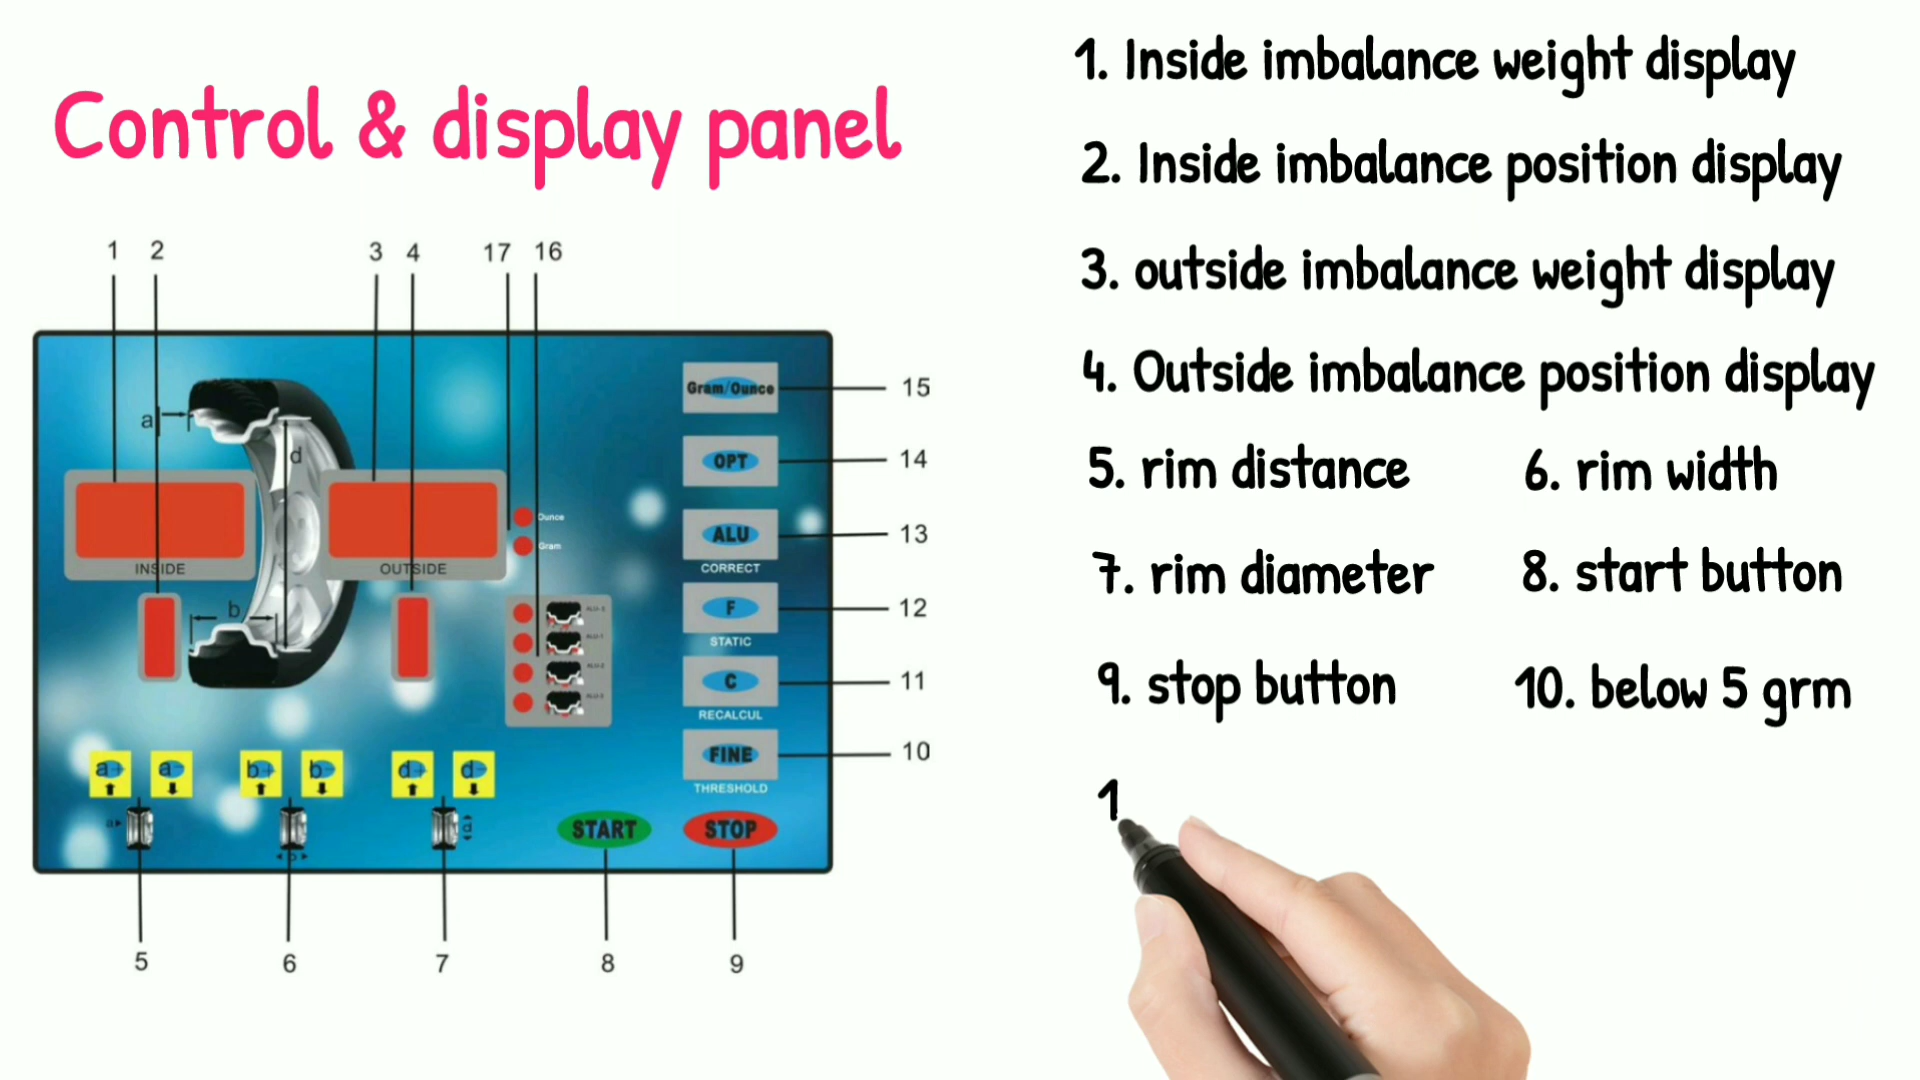 Control & display panel
1 2 3 4 17 16
a
d
Gram/Ounce 15
OPT 14
Ounce
Gram
ALU 13
CORRECT
INSIDE OUTSIDE
b
F 12
STATIC
C 11
RECALCUL
FINE 10
THRESHOLD
a+ a- b+ b- d+ d-
a b d
START STOP
5 6 7 8 9
1. Inside imbalance weight display
2. Inside imbalance position display
3. outside imbalance weight display
4. Outside imbalance position display
5. rim distance 6. rim width
7. rim diameter 8. start button
9. stop button 10. below 5 grm
1